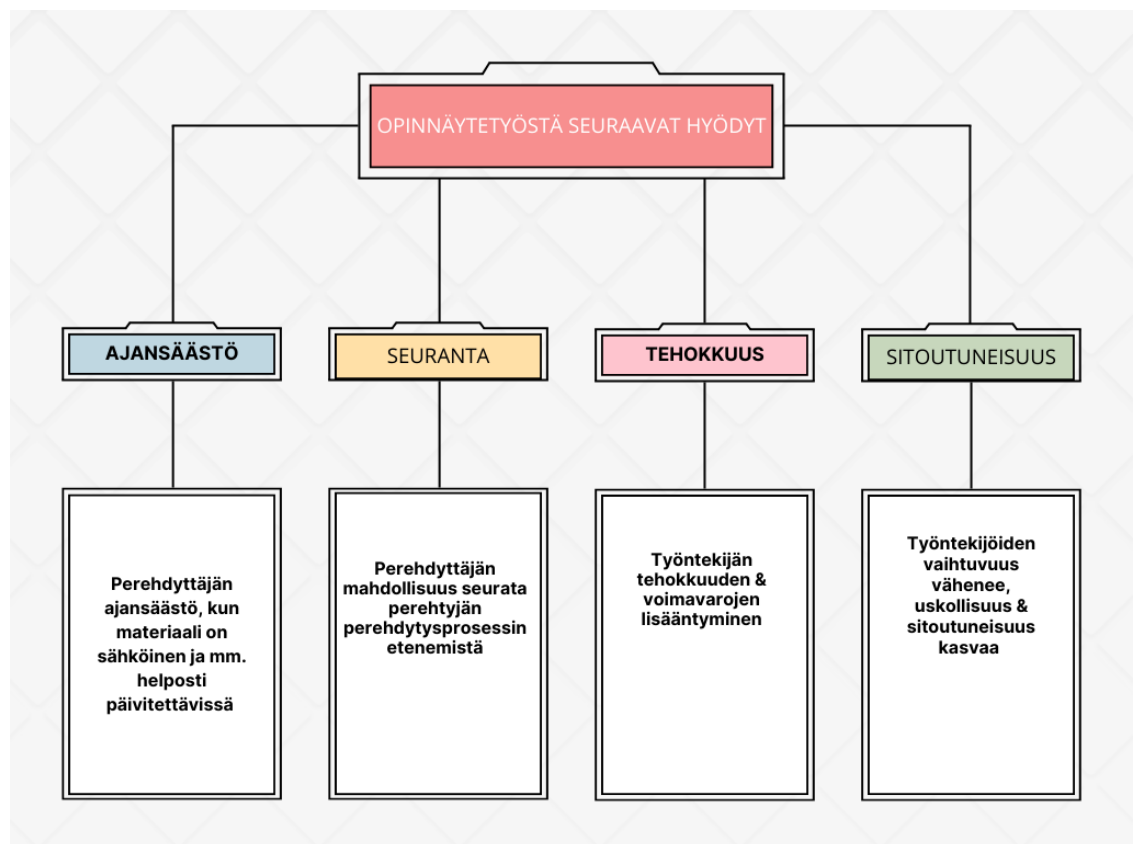 OPINNÄYTETYÖSTÄ SEURAAVAT HYÖDYT
AJANSÄÄSTÖ
SEURANTA
TEHOKKUUS
SITOUTUNEISUUS
Perehdyttäjän
ajansäästö, kun
materiaali on
sähköinen ja mm.
helposti
päivitettävissä
Perehdyttäjän
mahdollisuus seurata
perehtyjän
perehdytysprosessin
etenemistä
Työntekijän
tehokkuuden &
voimavarojen
lisääntyminen
Työntekijöiden
vaihtuvuus
vähenee,
uskollisuus &
sitoutuneisuus
kasvaa